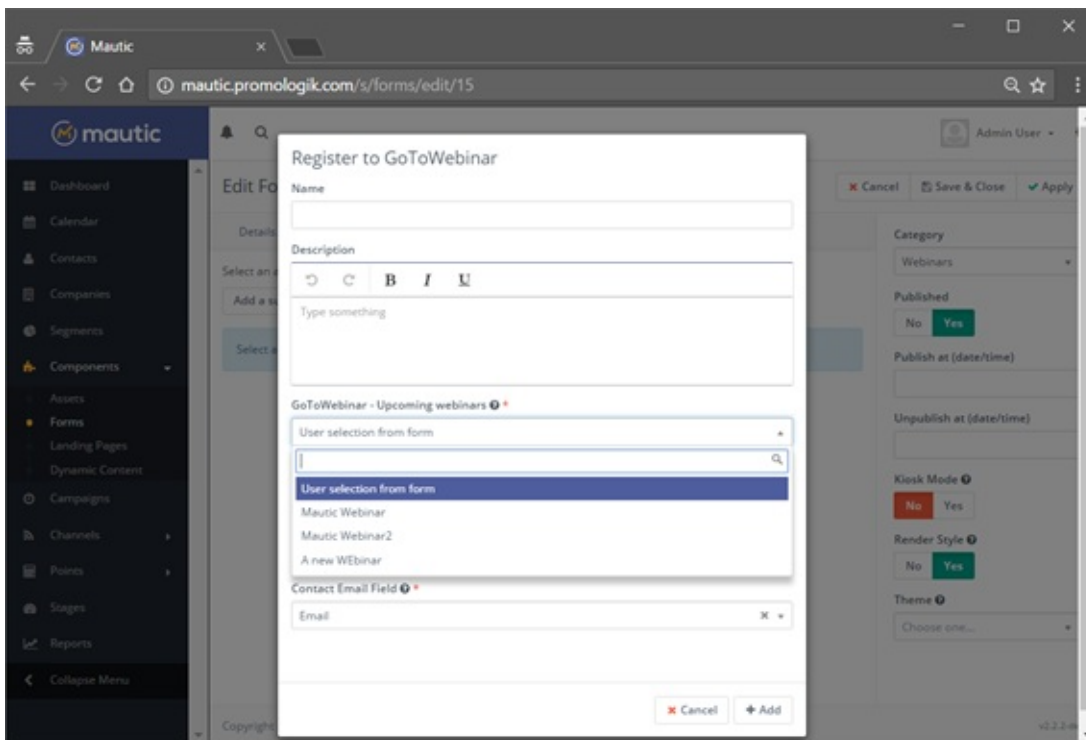 Mautic
mautic.promologik.com/s/forms/edit/15
mautic
Admin User
Dashboard
Calendar
Contacts
Companies
Segments
Components
Assets
Forms
Landing Pages
Dynamic Content
Campaigns
Channels
Points
Stages
Reports
Collapse Menu
Edit Fo
Cancel
Save & Close
Apply
Details
Select an a
Add a su
Select a
Register to GoToWebinar
Name
Description
B I U
Type something
GoToWebinar - Upcoming webinars *
User selection from form
User selection from form
Mautic Webinar
Mautic Webinar2
A new WEbinar
Contact Email Field *
Email
Cancel
Add
Category
Webinars
Published
No Yes
Publish at (date/time)
Unpublish at (date/time)
Kiosk Mode
No Yes
Render Style
No Yes
Theme
Choose one...
Copyright